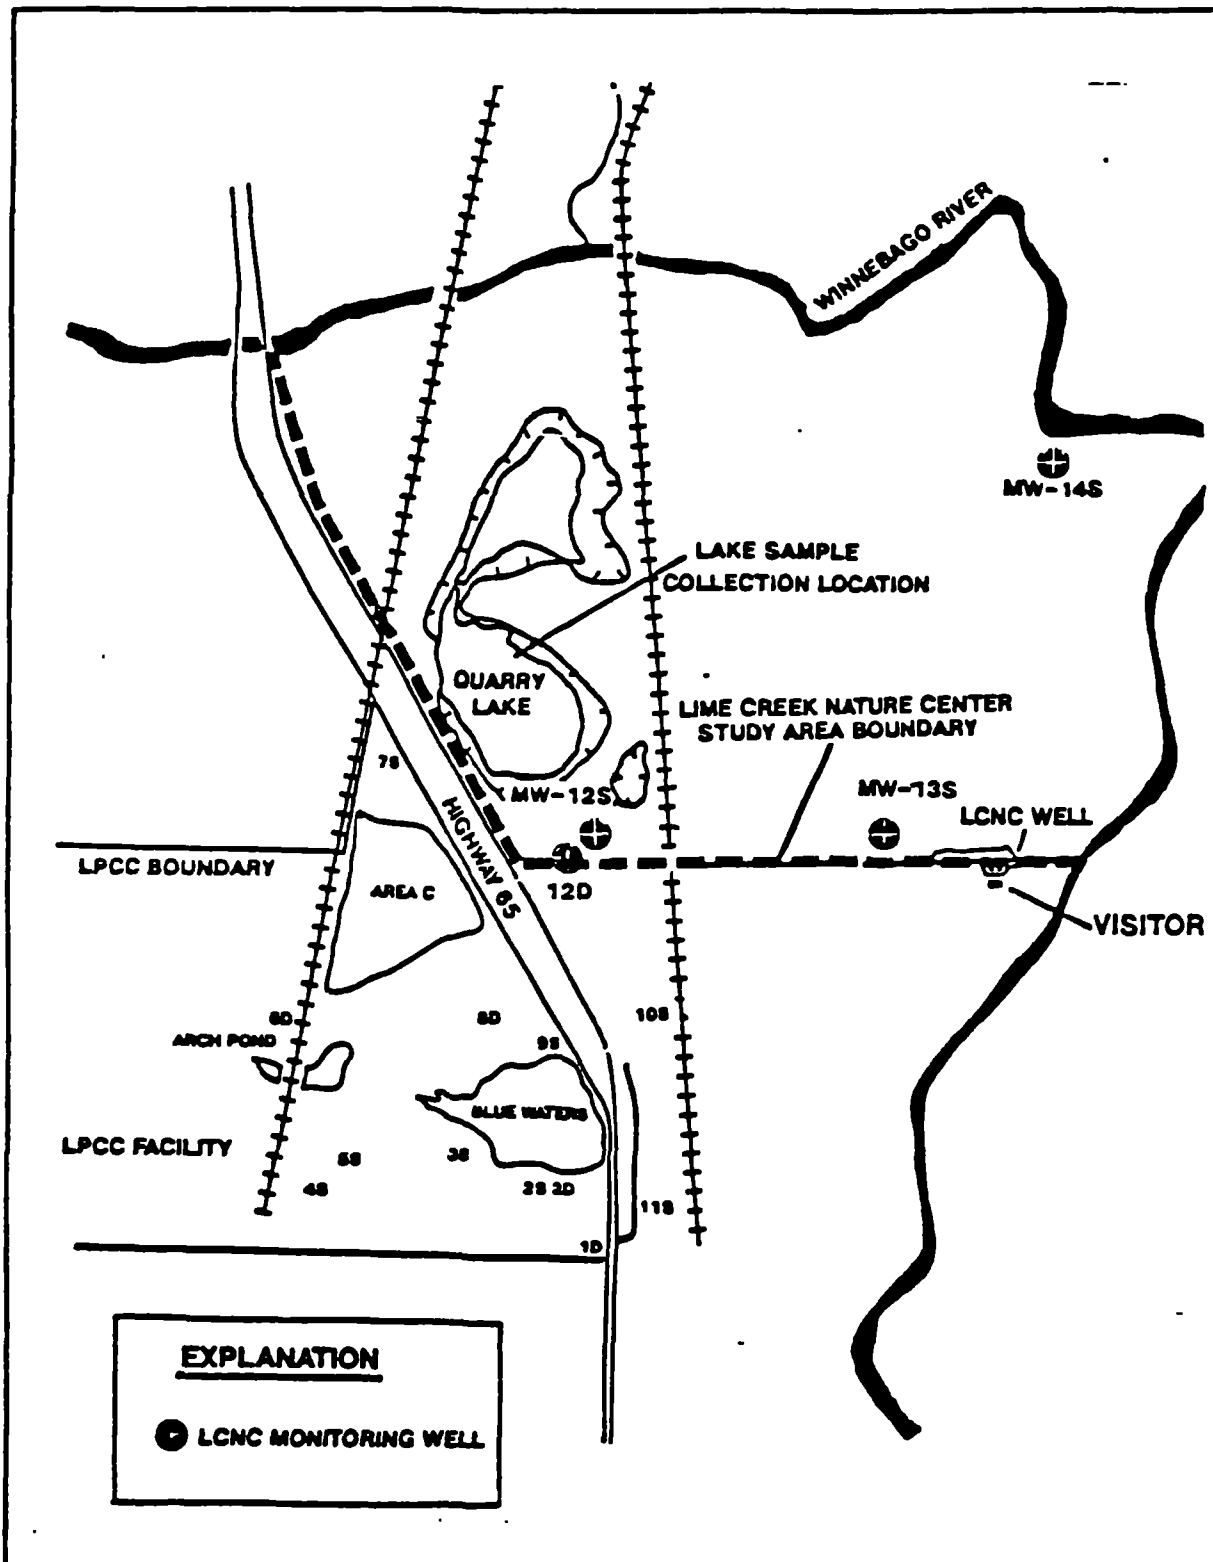 WINNEBAGO RIVER
MW-14S
LAKE SAMPLE
COLLECTION LOCATION
QUARRY
LAKE
LIME CREEK NATURE CENTER
STUDY AREA BOUNDARY
7S
MW-12S
MW-13S
LCNC WELL
HIGHWAY 65
LPCC BOUNDARY
AREA C
12D
VISITOR
6D
8D
10S
ARCH POND
9S
BLUE WATERS
LPCC FACILITY
5S
3S
4S
2S 2D
11S
1D
EXPLANATION
LCNC MONITORING WELL